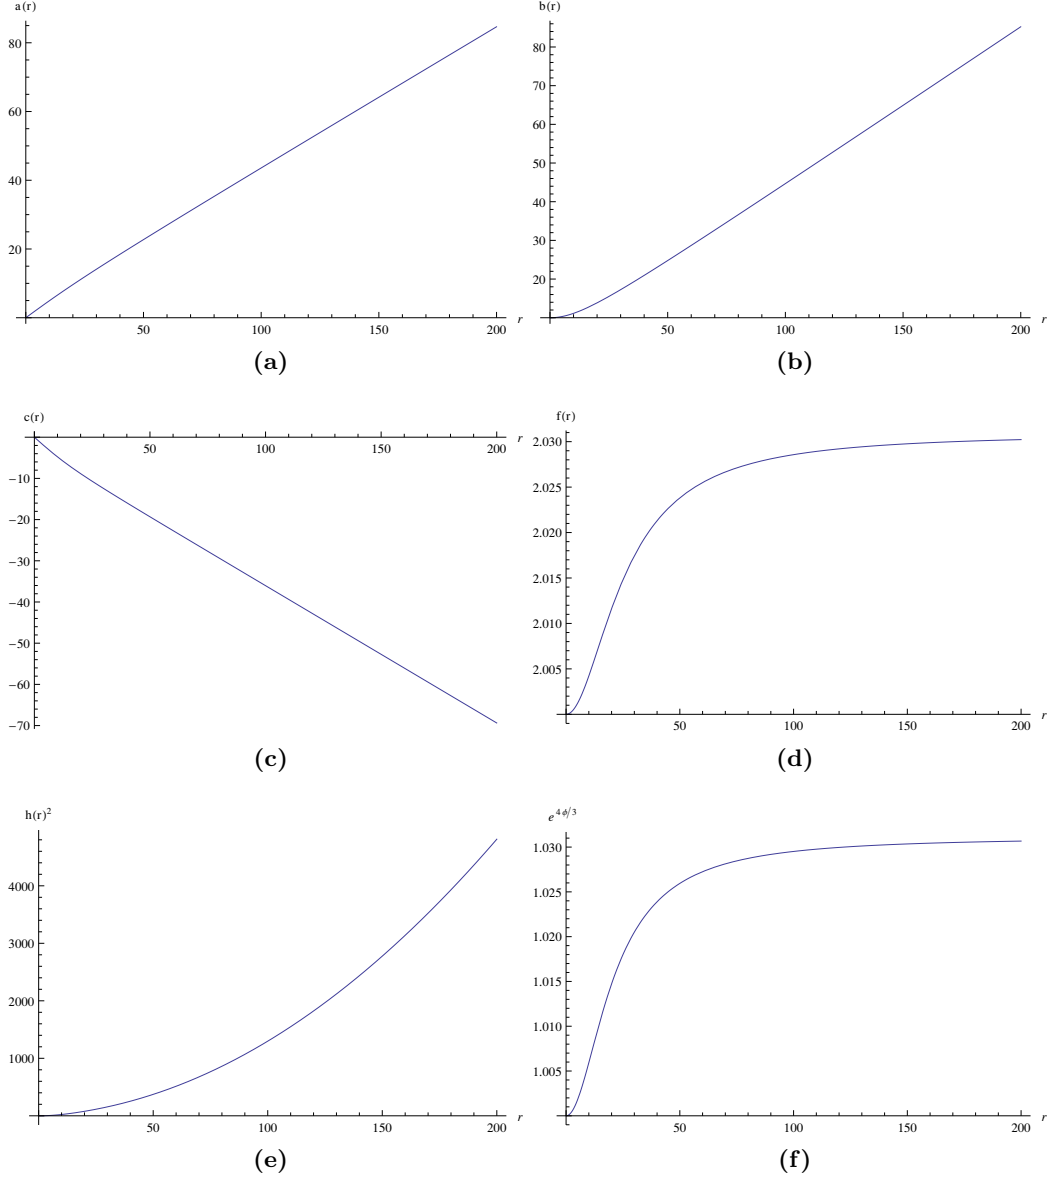 a(r)
80
60
40
20
50 100 150 200 r
(a)
b(r)
80
70
60
50
40
30
20
50 100 150 200 r
(b)
c(r)
50 100 150 200 r
−10
−20
−30
−40
−50
−60
−70
(c)
f(r)
2.030
2.025
2.020
2.015
2.010
2.005
50 100 150 200 r
(d)
h(r)²
4000
3000
2000
1000
50 100 150 200 r
(e)
e^{4ϕ/3}
1.030
1.025
1.020
1.015
1.010
1.005
50 100 150 200 r
(f)